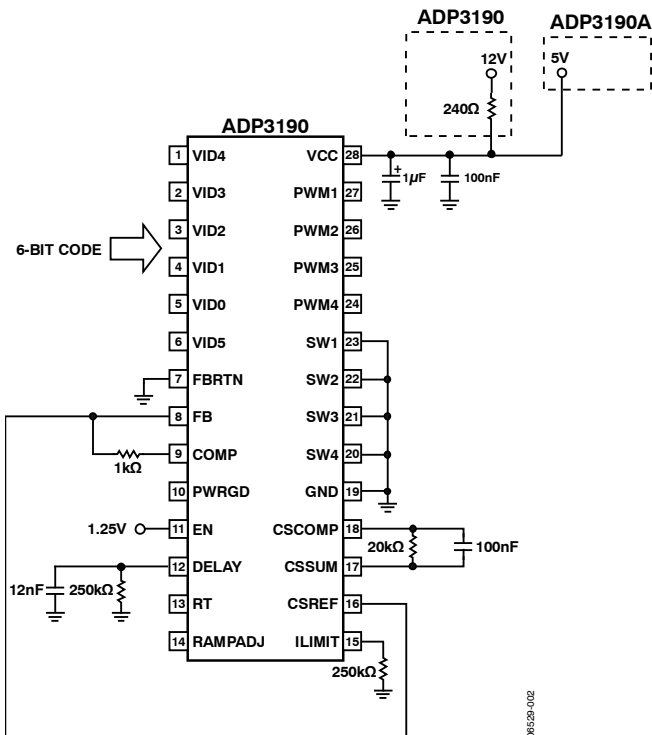 ADP3190
ADP3190A
12V
5V
240Ω
ADP3190
1 VID4
VCC 28
1µF
+
100nF
2 VID3
PWM1 27
3 VID2
PWM2 26
6-BIT CODE
4 VID1
PWM3 25
5 VID0
PWM4 24
6 VID5
SW1 23
7 FBRTN
SW2 22
8 FB
SW3 21
9 COMP
SW4 20
1kΩ
10 PWRGD
GND 19
1.25V
11 EN
CSCOMP 18
20kΩ
100nF
12 DELAY
CSSUM 17
12nF
250kΩ
13 RT
CSREF 16
14 RAMPADJ
ILIMIT 15
250kΩ
06529-002